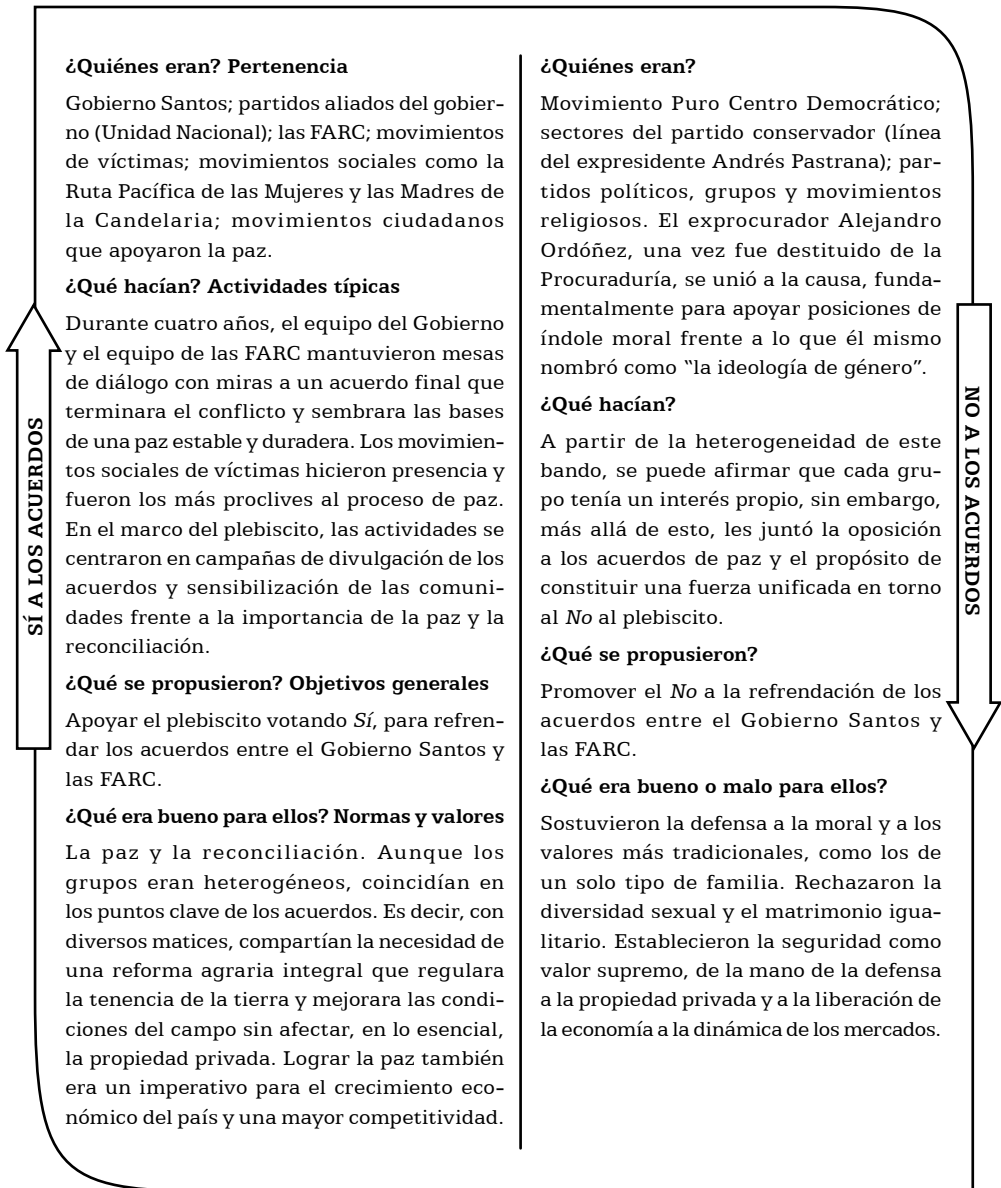 SÍ A LOS ACUERDOS
¿Quiénes eran? Pertenencia
Gobierno Santos; partidos aliados del gobier-
no (Unidad Nacional); las FARC; movimientos
de víctimas; movimientos sociales como la
Ruta Pacífica de las Mujeres y las Madres de
la Candelaria; movimientos ciudadanos
que apoyaron la paz.
¿Qué hacían? Actividades típicas
Durante cuatro años, el equipo del Gobierno
y el equipo de las FARC mantuvieron mesas
de diálogo con miras a un acuerdo final que
terminara el conflicto y sembrara las bases
de una paz estable y duradera. Los movimien-
tos sociales de víctimas hicieron presencia y
fueron los más proclives al proceso de paz.
En el marco del plebiscito, las actividades se
centraron en campañas de divulgación de los
acuerdos y sensibilización de las comuni-
dades frente a la importancia de la paz y la
reconciliación.
¿Qué se propusieron? Objetivos generales
Apoyar el plebiscito votando Sí, para refren-
dar los acuerdos entre el Gobierno Santos y
las FARC.
¿Qué era bueno para ellos? Normas y valores
La paz y la reconciliación. Aunque los
grupos eran heterogéneos, coincidían en
los puntos clave de los acuerdos. Es decir, con
diversos matices, compartían la necesidad de
una reforma agraria integral que regulara
la tenencia de la tierra y mejorara las condi-
ciones del campo sin afectar, en lo esencial,
la propiedad privada. Lograr la paz también
era un imperativo para el crecimiento eco-
nómico del país y una mayor competitividad.
¿Quiénes eran?
Movimiento Puro Centro Democrático;
sectores del partido conservador (línea
del expresidente Andrés Pastrana); par-
tidos políticos, grupos y movimientos
religiosos. El exprocurador Alejandro
Ordóñez, una vez fue destituido de la
Procuraduría, se unió a la causa, funda-
mentalmente para apoyar posiciones de
índole moral frente a lo que él mismo
nombró como “la ideología de género”.
¿Qué hacían?
A partir de la heterogeneidad de este
bando, se puede afirmar que cada gru-
po tenía un interés propio, sin embargo,
más allá de esto, les juntó la oposición
a los acuerdos de paz y el propósito de
constituir una fuerza unificada en torno
al No al plebiscito.
¿Qué se propusieron?
Promover el No a la refrendación de los
acuerdos entre el Gobierno Santos y
las FARC.
¿Qué era bueno o malo para ellos?
Sostuvieron la defensa a la moral y a los
valores más tradicionales, como los de
un solo tipo de familia. Rechazaron la
diversidad sexual y el matrimonio igua-
litario. Establecieron la seguridad como
valor supremo, de la mano de la defensa
a la propiedad privada y a la liberación de
la economía a la dinámica de los mercados.
NO A LOS ACUERDOS